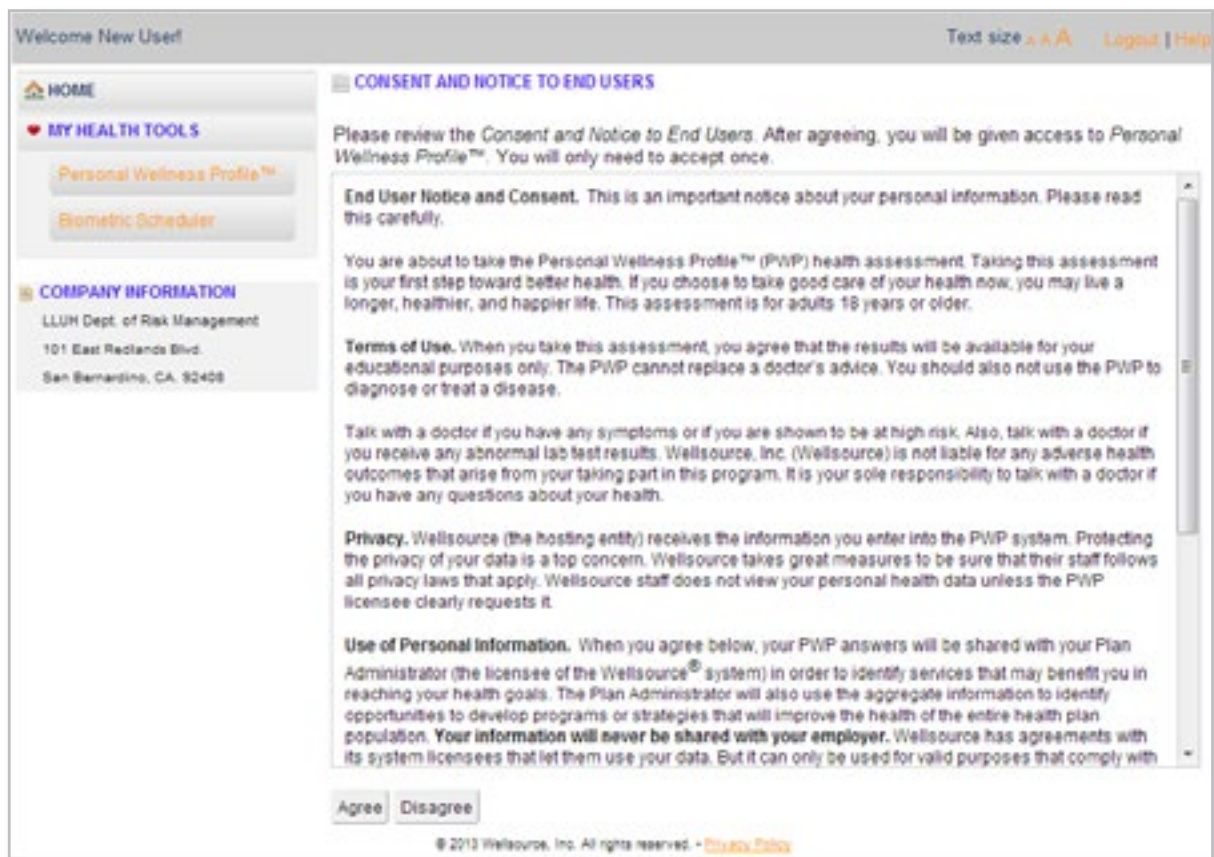 Welcome New User!
Text size A A A Logout | Help
HOME
MY HEALTH TOOLS
Personal Wellness Profile™
Biometric Scheduler
COMPANY INFORMATION
LLUH Dept. of Risk Management
101 East Redlands Blvd.
San Bernardino, CA. 92408
CONSENT AND NOTICE TO END USERS
Please review the Consent and Notice to End Users. After agreeing, you will be given access to Personal
Wellness Profile™. You will only need to accept once.
End User Notice and Consent. This is an important notice about your personal information. Please read
this carefully.
You are about to take the Personal Wellness Profile™ (PWP) health assessment. Taking this assessment
is your first step toward better health. If you choose to take good care of your health now, you may live a
longer, healthier, and happier life. This assessment is for adults 18 years or older.
Terms of Use. When you take this assessment, you agree that the results will be available for your
educational purposes only. The PWP cannot replace a doctor's advice. You should also not use the PWP to
diagnose or treat a disease.
Talk with a doctor if you have any symptoms or if you are shown to be at high risk. Also, talk with a doctor if
you receive any abnormal lab test results. Wellsource, Inc. (Wellsource) is not liable for any adverse health
outcomes that arise from your taking part in this program. It is your sole responsibility to talk with a doctor if
you have any questions about your health.
Privacy. Wellsource (the hosting entity) receives the information you enter into the PWP system. Protecting
the privacy of your data is a top concern. Wellsource takes great measures to be sure that their staff follows
all privacy laws that apply. Wellsource staff does not view your personal health data unless the PWP
licensee clearly requests it.
Use of Personal Information. When you agree below, your PWP answers will be shared with your Plan
Administrator (the licensee of the Wellsource® system) in order to identify services that may benefit you in
reaching your health goals. The Plan Administrator will also use the aggregate information to identify
opportunities to develop programs or strategies that will improve the health of the entire health plan
population. Your information will never be shared with your employer. Wellsource has agreements with
its system licensees that let them use your data. But it can only be used for valid purposes that comply with
Agree Disagree
© 2013 Wellsource, Inc. All rights reserved. - Privacy Policy